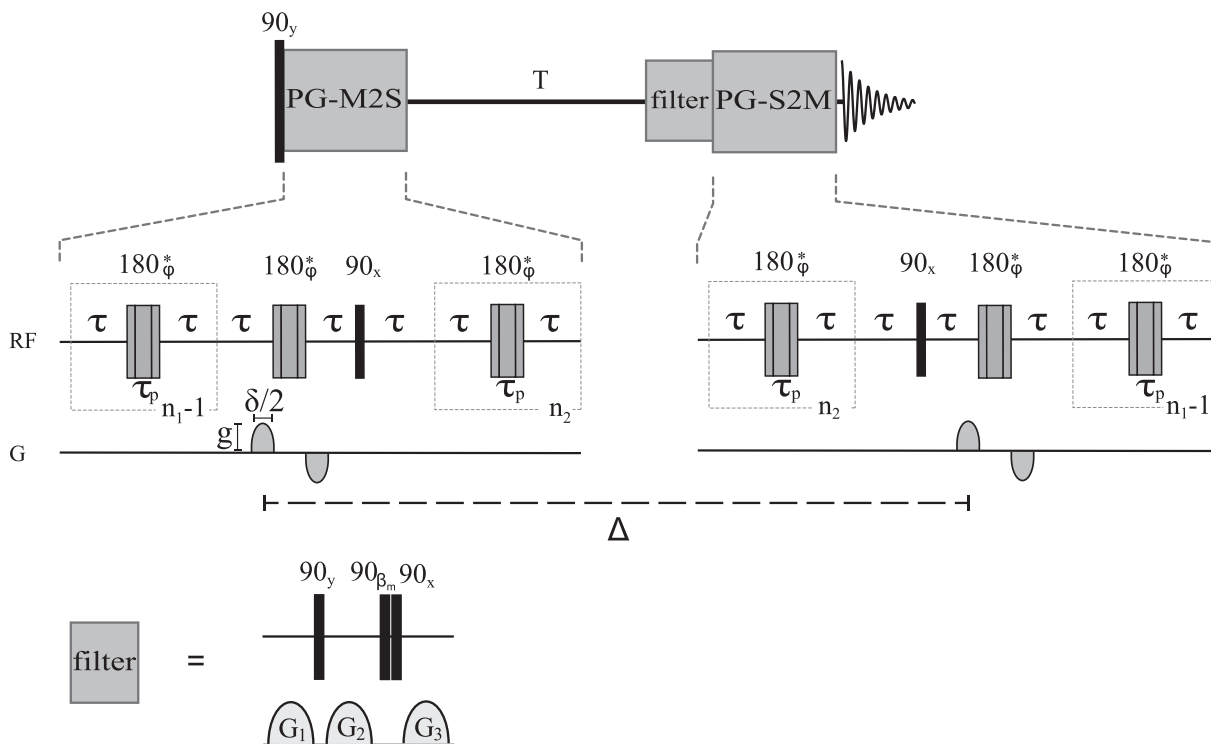 90y
PG-M2S
T
filter
PG-S2M
180*φ 180*φ 90x 180*φ
180*φ 90x 180*φ 180*φ
RF
τ τ τ τ τ τ τ
τ τ τ τ τ τ τ
τp n1-1 τp n2
τp n2 τp n1-1
δ/2
g
G
Δ
90y 90βm 90x
filter =
G1 G2 G3